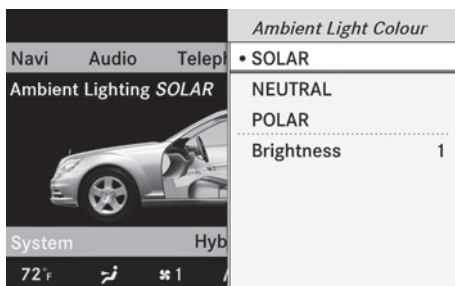 Ambient Light Colour
Navi Audio Teleph
• SOLAR
Ambient Lighting SOLAR
NEUTRAL
POLAR
Brightness 1
System Hyb
72°F 1